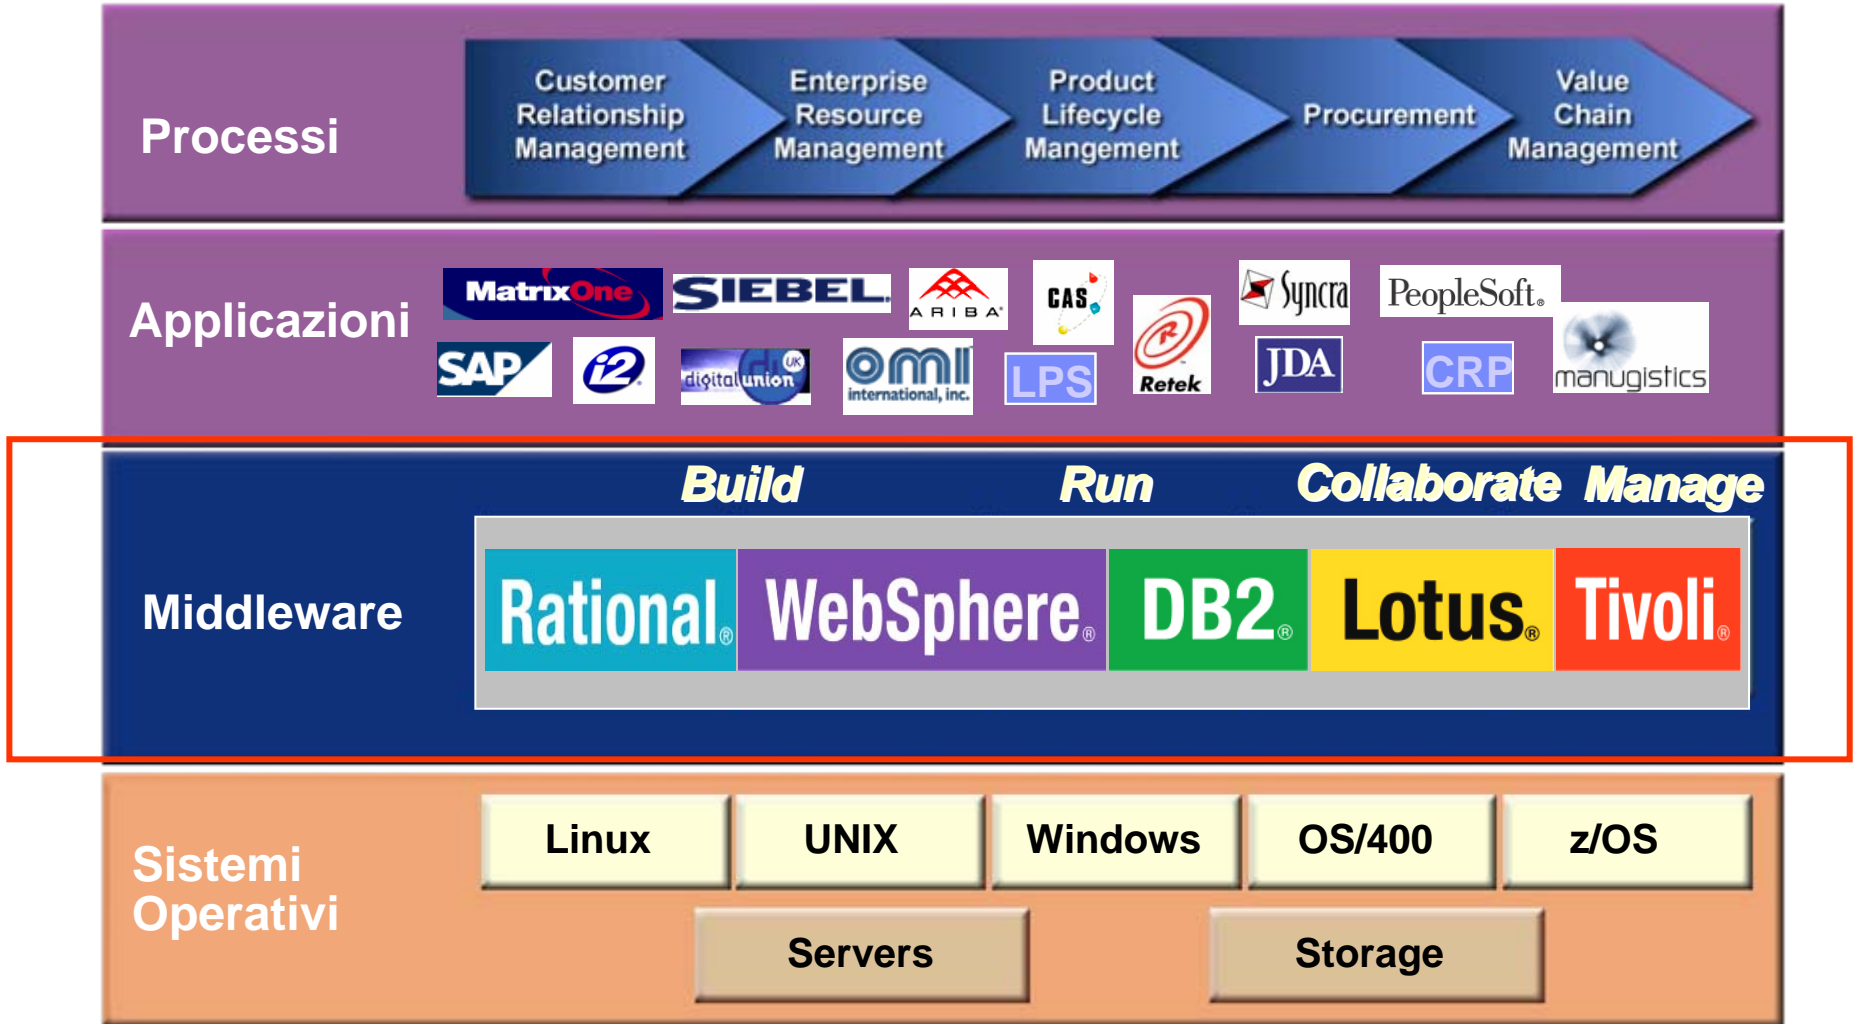 Processi
Customer
Relationship
Management
Enterprise
Resource
Management
Product
Lifecycle
Mangement
Procurement
Value
Chain
Management
Applicazioni
MatrixOne
SIEBEL.
ARIBA
CAS
Retek
Syncra
PeopleSoft®
SAP
i2
digitalunion UK
OMI
international, inc.
LPS
JDA
CRP
manugistics
Build
Run
Collaborate
Manage
Middleware
Rational®
WebSphere®
DB2®
Lotus®
Tivoli®
Sistemi
Operativi
Linux
UNIX
Windows
OS/400
z/OS
Servers
Storage